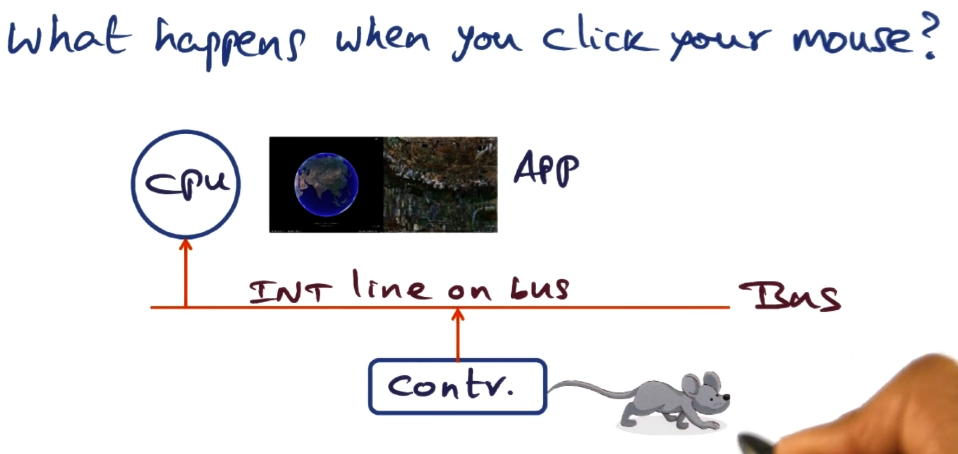 What happens when you click your mouse?
CPU
App
INT line on bus
Bus
Contr.